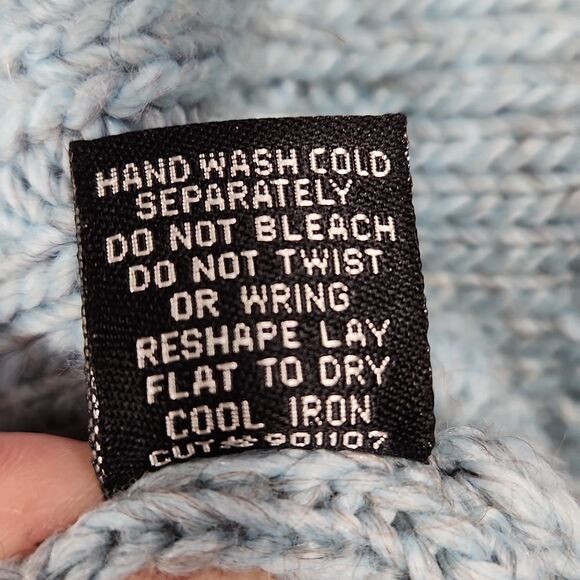 HAND WASH COLD
SEPARATELY
DO NOT BLEACH
DO NOT TWIST
OR WRING
RESHAPE LAY
FLAT TO DRY
COOL IRON
CUT# 901107